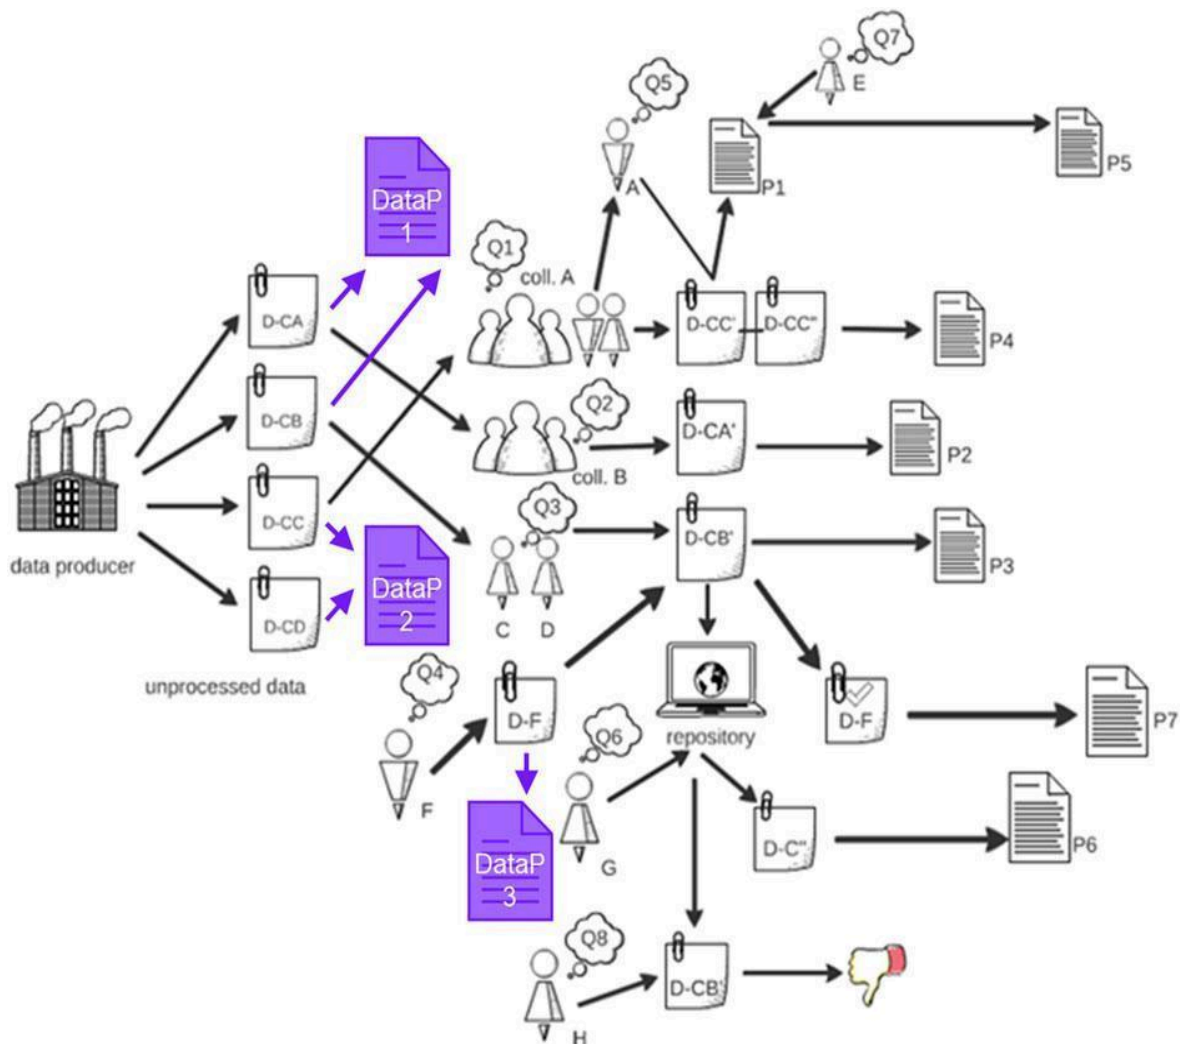 Q7
E
Q5
A
P1
P5
DataP
1
Q1
coll. A
D-CA
D-CC'
D-CC"
P4
D-CB
Q2
D-CA'
P2
coll. B
D-CC
Q3
D-CB'
P3
data producer
DataP
2
D-CD
C
D
unprocessed data
Q4
D-F
Q6
repository
D-F
P7
F
G
D-C"
P6
DataP
3
Q8
D-CB'
H